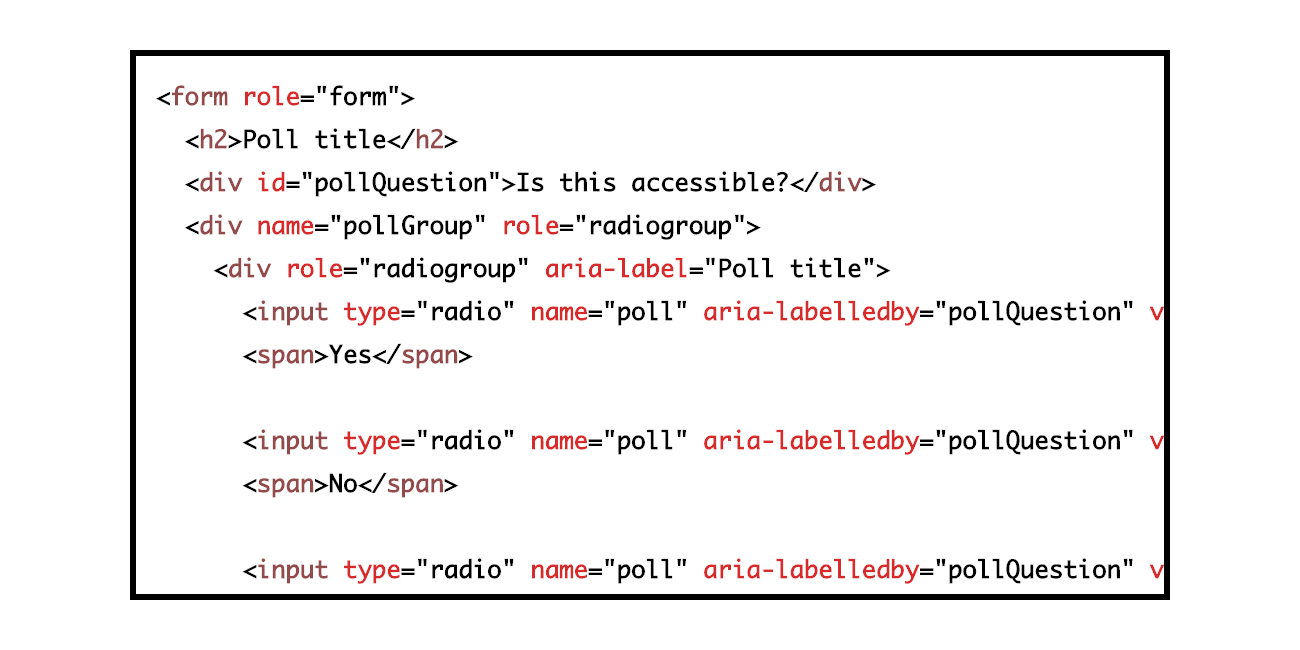 <form role="form">
<h2>Poll title</h2>
<div id="pollQuestion">Is this accessible?</div>
<div name="pollGroup" role="radiogroup">
<div role="radiogroup" aria-label="Poll title">
<input type="radio" name="poll" aria-labelledby="pollQuestion" v
<span>Yes</span>
<input type="radio" name="poll" aria-labelledby="pollQuestion" v
<span>No</span>
<input type="radio" name="poll" aria-labelledby="pollQuestion" v